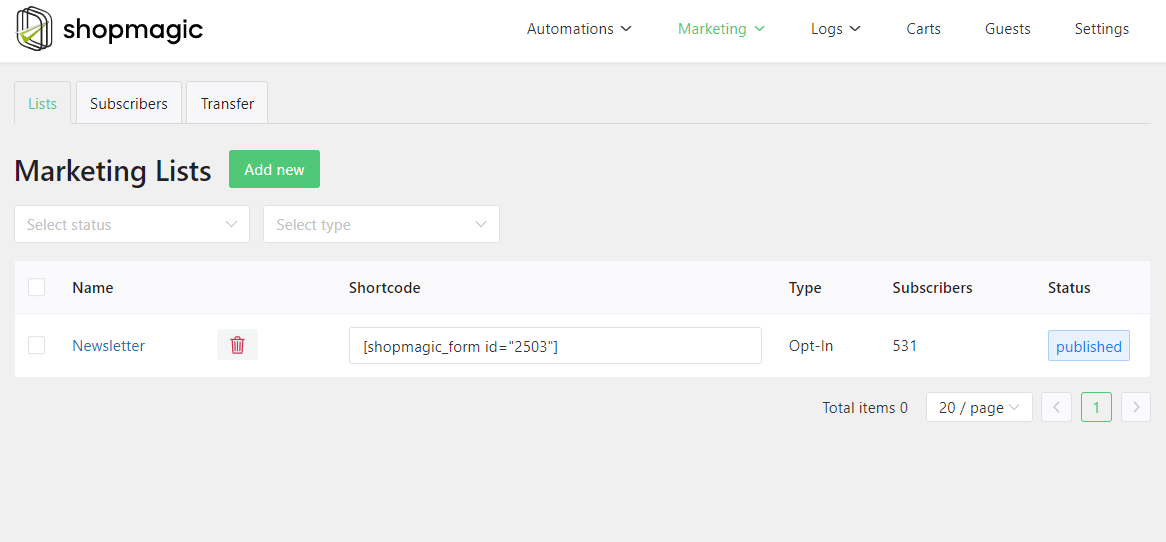 shopmagic
Automations Marketing Logs Carts Guests Settings
Lists Subscribers Transfer
Marketing Lists Add new
Select status Select type
Name Shortcode Type Subscribers Status
Newsletter [shopmagic_form id="2503"] Opt-In 531 published
Total items 0 20 / page 1